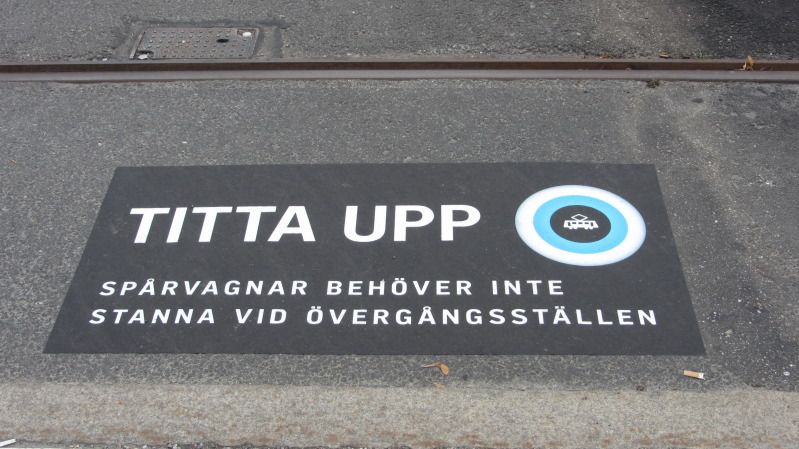 TITTA UPP
SPÅRVAGNAR BEHÖVER INTE
STANNA VID ÖVERGÅNGSSTÄLLEN